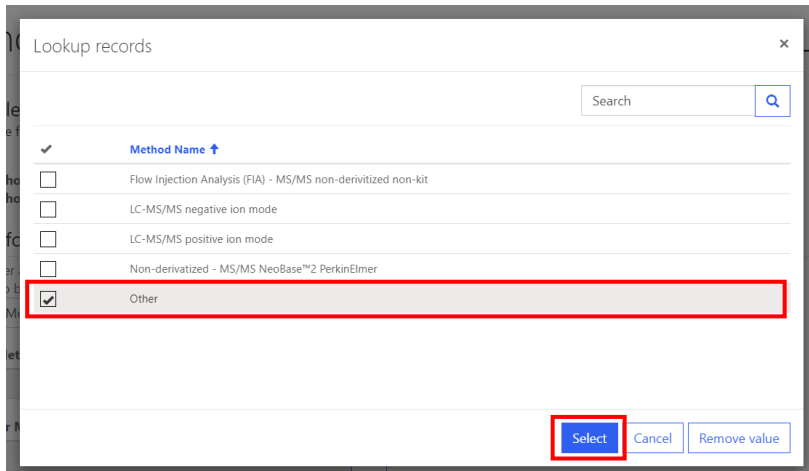 Lookup records
×
Search
Method Name
Flow Injection Analysis (FIA) - MS/MS non-derivitized non-kit
LC-MS/MS negative ion mode
LC-MS/MS positive ion mode
Non-derivatized - MS/MS NeoBase™2 PerkinElmer
Other
Select Cancel Remove value